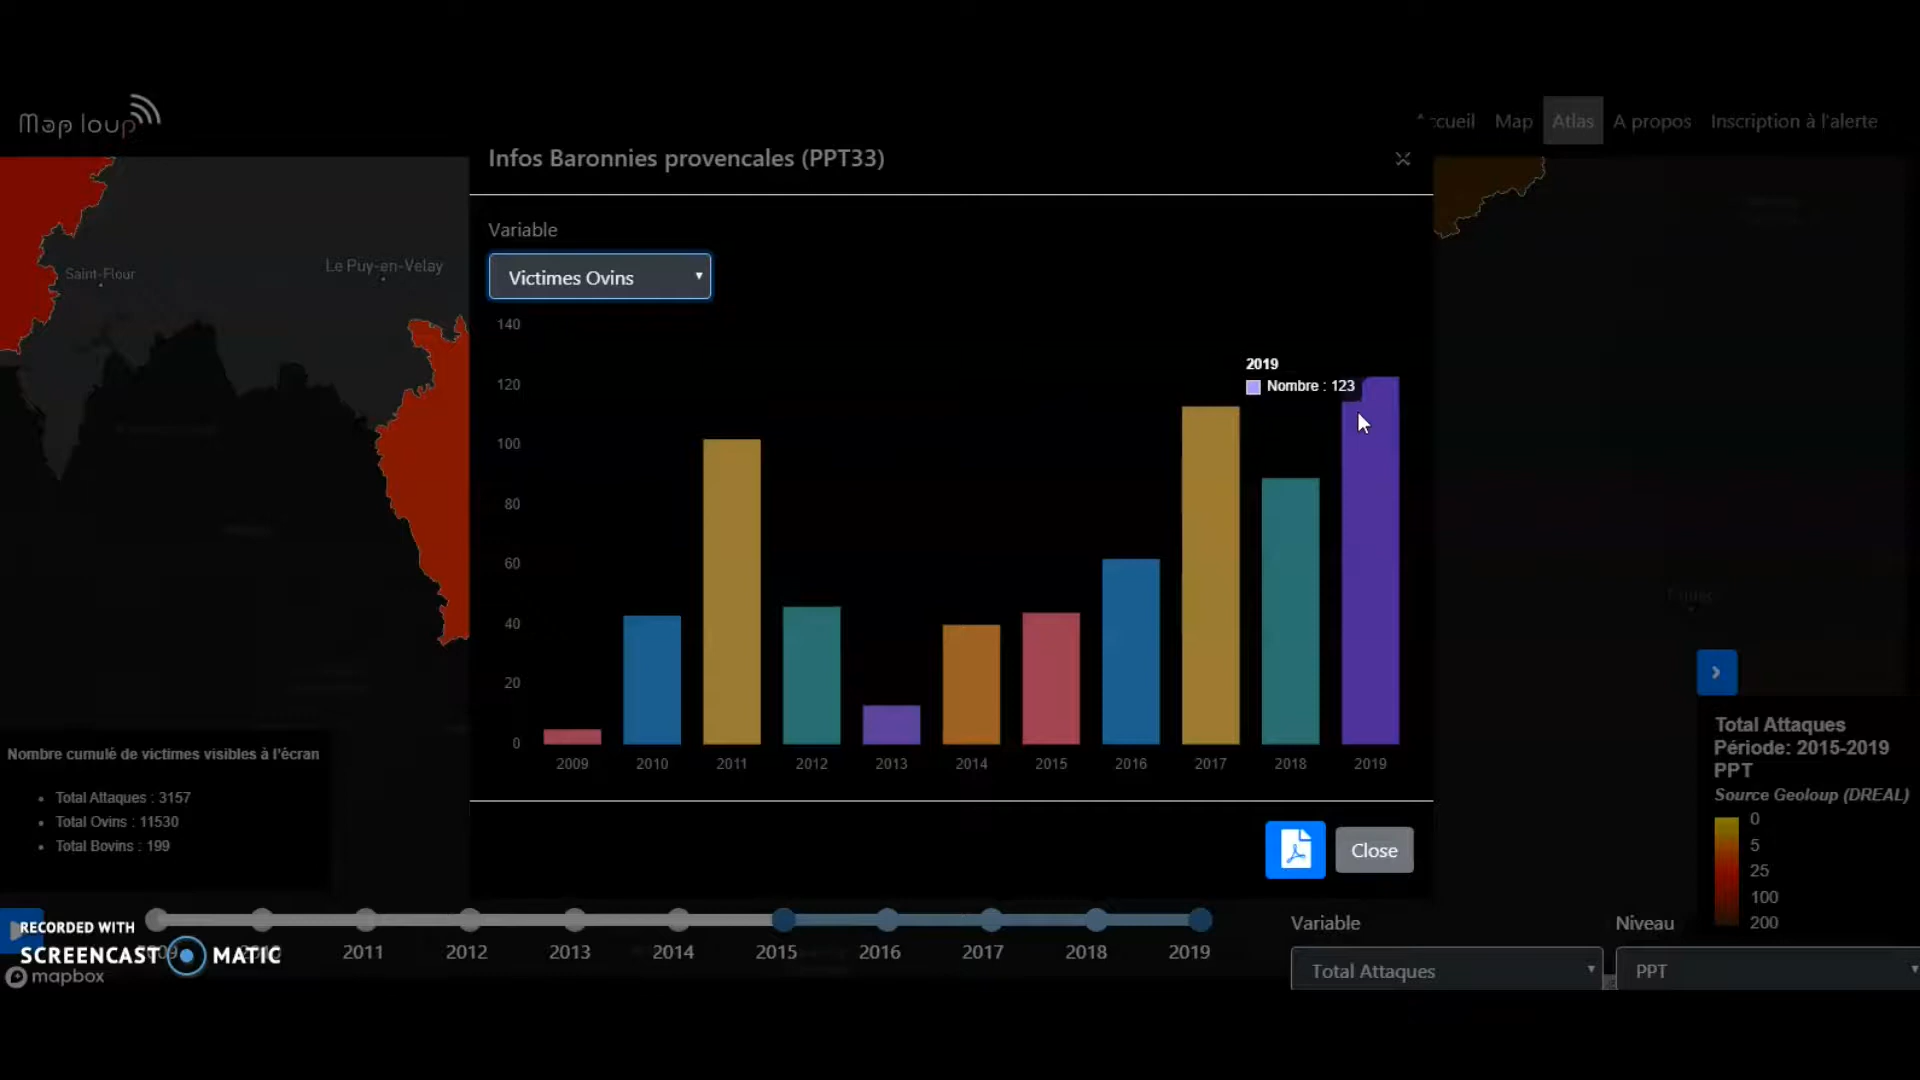 Map loup
Accueil Map Atlas A propos Inscription à l'alerte
Infos Baronnies provencales (PPT33)
Variable
Victimes Ovins
Saint-Flour
Le Puy-en-Velay
140
120
100
80
60
40
20
0
2019
Nombre : 123
2009 2010 2011 2012 2013 2014 2015 2016 2017 2018 2019
Close
Nombre cumulé de victimes visibles à l'écran
Total Attaques : 3157
Total Ovins : 11530
Total Bovins : 199
Total Attaques
Période: 2015-2019
PPT
Source Geoloup (DREAL)
0
5
25
100
200
2009 2010 2011 2012 2013 2014 2015 2016 2017 2018 2019
RECORDED WITH
SCREENCAST MATIC
mapbox
Variable
Total Attaques
Niveau
PPT